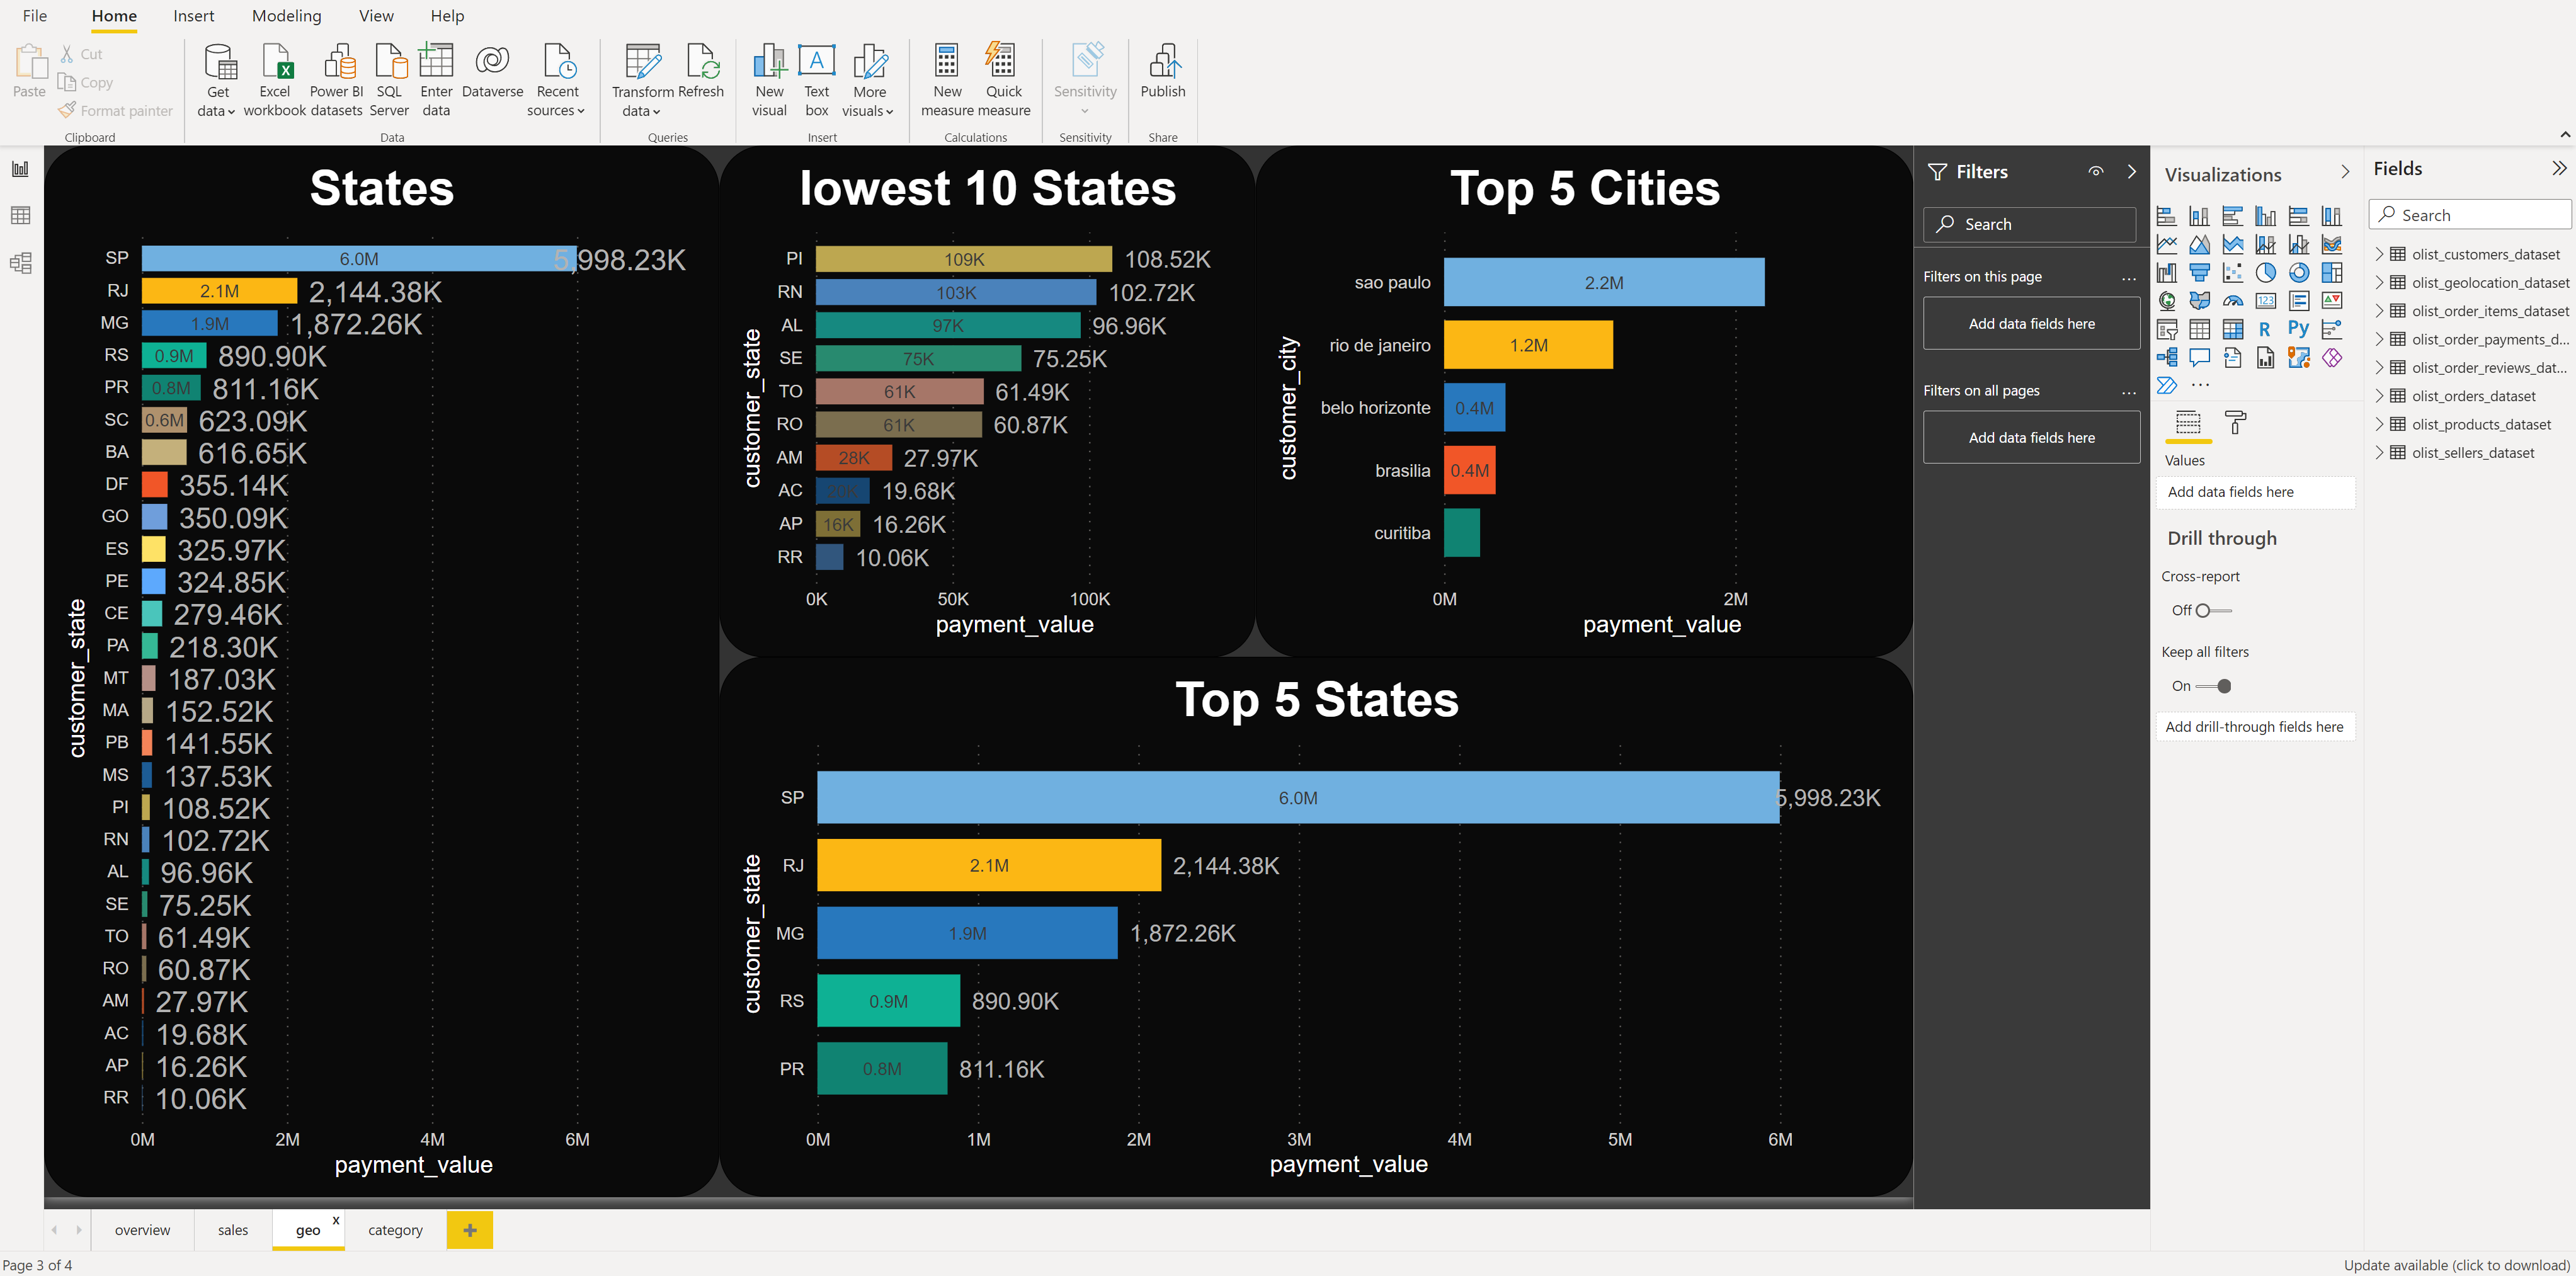 File Home Insert Modeling View Help
Paste
Cut
Copy
Format painter
Clipboard
Get data
Excel workbook
Power BI datasets
SQL Server
Enter data
Dataverse
Recent sources
Data
Transform data
Refresh
Queries
New visual
Text box
More visuals
Insert
New measure
Quick measure
Calculations
Sensitivity
Sensitivity
Publish
Share
States
customer_state
SP 6.0M 5,998.23K
RJ 2.1M 2,144.38K
MG 1.9M 1,872.26K
RS 0.9M 890.90K
PR 0.8M 811.16K
SC 0.6M 623.09K
BA 616.65K
DF 355.14K
GO 350.09K
ES 325.97K
PE 324.85K
CE 279.46K
PA 218.30K
MT 187.03K
MA 152.52K
PB 141.55K
MS 137.53K
PI 108.52K
RN 102.72K
AL 96.96K
SE 75.25K
TO 61.49K
RO 60.87K
AM 27.97K
AC 19.68K
AP 16.26K
RR 10.06K
0M 2M 4M 6M
payment_value
lowest 10 States
customer_state
PI 109K 108.52K
RN 103K 102.72K
AL 97K 96.96K
SE 75K 75.25K
TO 61K 61.49K
RO 61K 60.87K
AM 28K 27.97K
AC 20K 19.68K
AP 16K 16.26K
RR 10.06K
0K 50K 100K
payment_value
Top 5 Cities
customer_city
sao paulo 2.2M
rio de janeiro 1.2M
belo horizonte 0.4M
brasilia 0.4M
curitiba
0M 2M
payment_value
Top 5 States
customer_state
SP 6.0M 5,998.23K
RJ 2.1M 2,144.38K
MG 1.9M 1,872.26K
RS 0.9M 890.90K
PR 0.8M 811.16K
0M 1M 2M 3M 4M 5M 6M
payment_value
Filters
Search
Filters on this page ...
Add data fields here
Filters on all pages ...
Add data fields here
Visualizations
123
R Py
...
Values
Add data fields here
Drill through
Cross-report
Off
Keep all filters
On
Add drill-through fields here
Fields
Search
olist_customers_dataset
olist_geolocation_dataset
olist_order_items_dataset
olist_order_payments_d...
olist_order_reviews_dat...
olist_orders_dataset
olist_products_dataset
olist_sellers_dataset
overview sales geo x category +
Page 3 of 4
Update available (click to download)